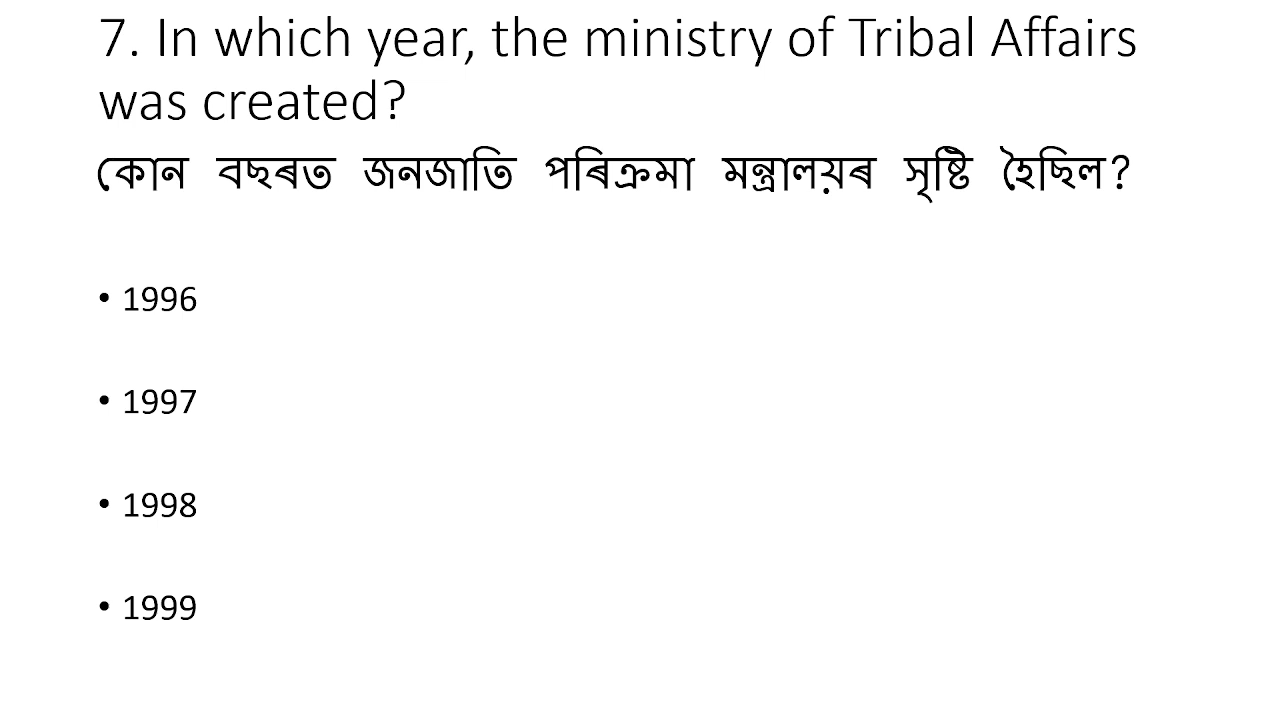 7. In which year, the ministry of Tribal Affairs
was created?
কোন বছৰত জনজাতি পৰিক্ৰমা মন্ত্ৰালয়ৰ সৃষ্টি হৈছিল?
• 1996
• 1997
• 1998
• 1999